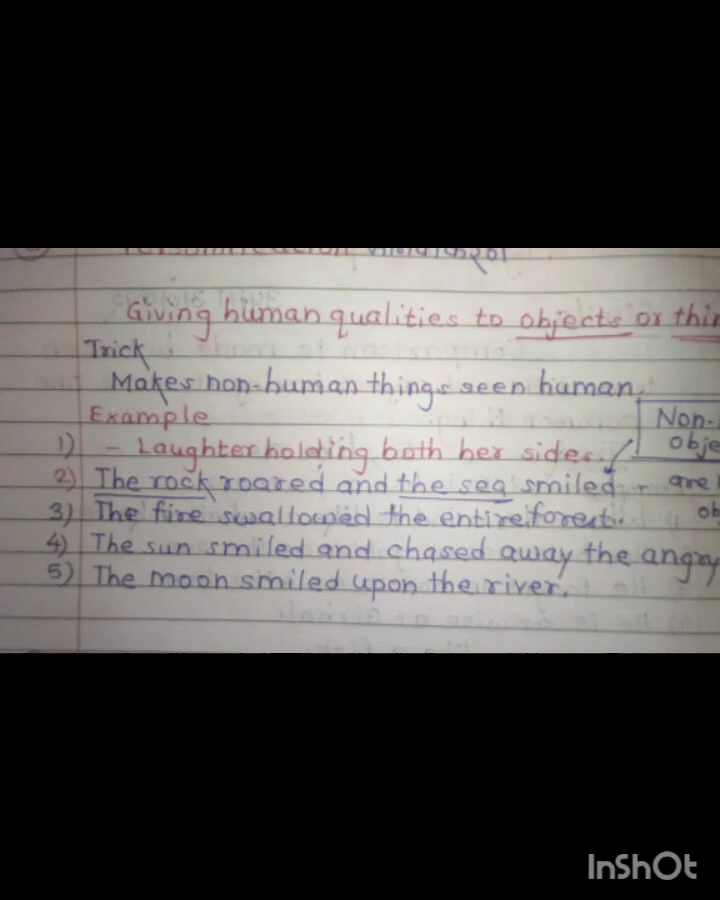 Personification
Giving human qualities to objects or thin
Trick
Makes non-human things seen human.
Example
Non-
obje
1) - Laughter holding both her sides.
2) The rock roared and the sea smiled. are
3) The fire swallowed the entire forest. ob
4) The sun smiled and chased away the angry
5) The moon smiled upon the river.
InShOt